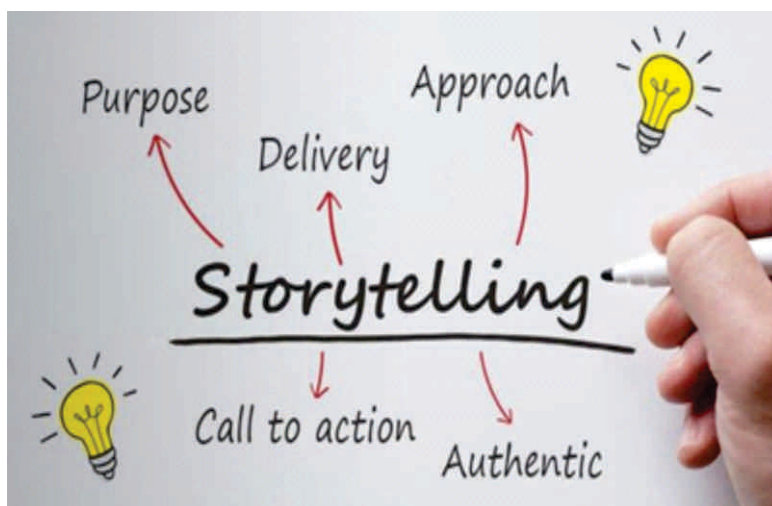 Purpose
Approach
Delivery
Storytelling
Call to action
Authentic